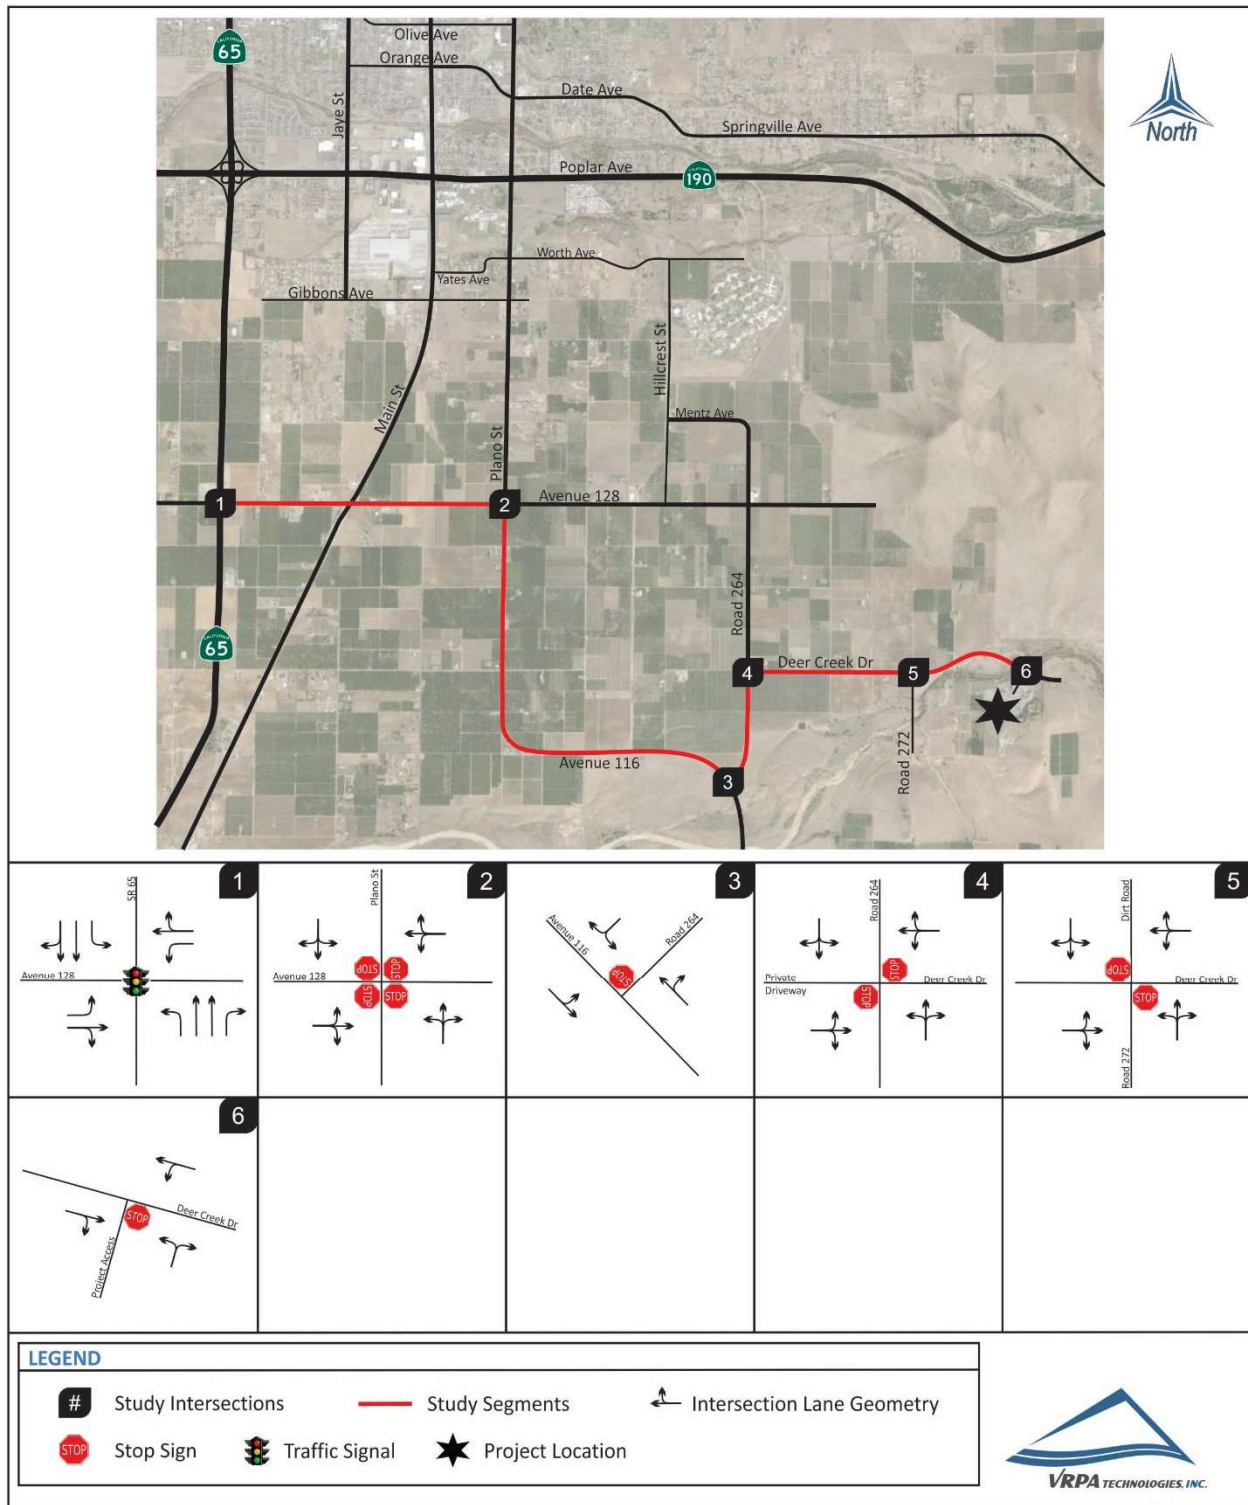 CALIFORNIA
65
Olive Ave
Orange Ave
Jaye St
Date Ave
Springville Ave
North
Poplar Ave
CALIFORNIA
190
Worth Ave
Yates Ave
Gibbons Ave
Hillcrest St
Main St
Mentz Ave
Plano St
1
2
Avenue 128
Road 264
CALIFORNIA
65
4
Deer Creek Dr
5
6
Avenue 116
3
Road 272
1
SR 65
Avenue 128
2
Plano St
STOP
STOP
Avenue 128
STOP
STOP
3
Avenue 116
Road 264
STOP
4
Road 264
STOP
Private
Driveway
Deer Creek Dr
STOP
5
Dirt Road
STOP
Deer Creek Dr
STOP
Road 272
6
Deer Creek Dr
STOP
Project Access
LEGEND
# Study Intersections
Study Segments
Intersection Lane Geometry
STOP Stop Sign
Traffic Signal
Project Location
VRPA TECHNOLOGIES, INC.